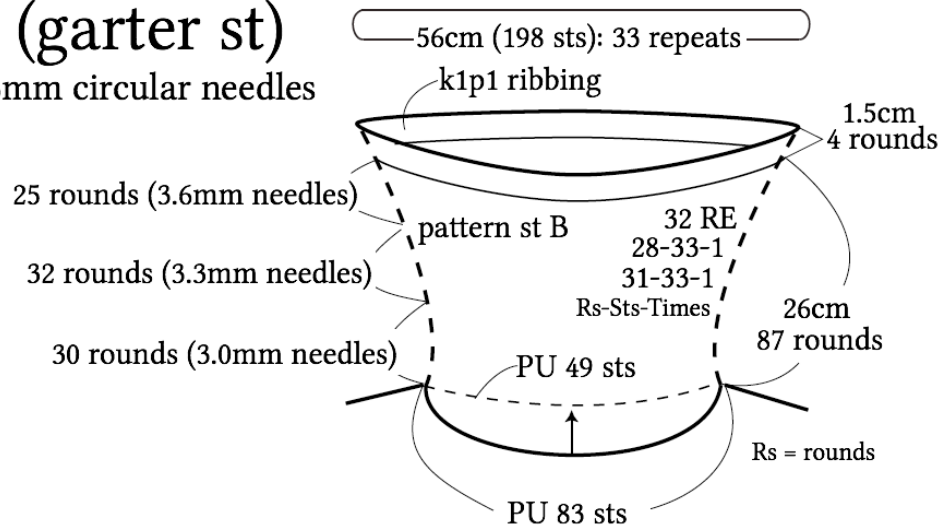 (garter st)
mm circular needles
56cm (198 sts): 33 repeats
k1p1 ribbing
1.5cm
4 rounds
25 rounds (3.6mm needles)
pattern st B
32 RE
28-33-1
31-33-1
Rs-Sts-Times
32 rounds (3.3mm needles)
26cm
87 rounds
30 rounds (3.0mm needles)
PU 49 sts
Rs = rounds
PU 83 sts